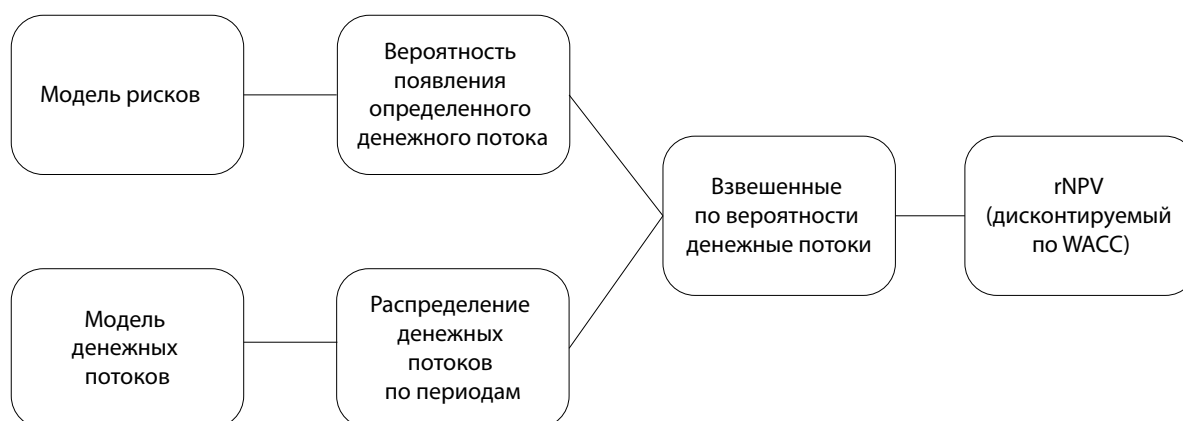 Модель рисков
Вероятность
появления
определенного
денежного потока
Модель
денежных
потоков
Распределение
денежных
потоков
по периодам
Взвешенные
по вероятности
денежные потоки
rNPV
(дисконтируемый
по WACC)